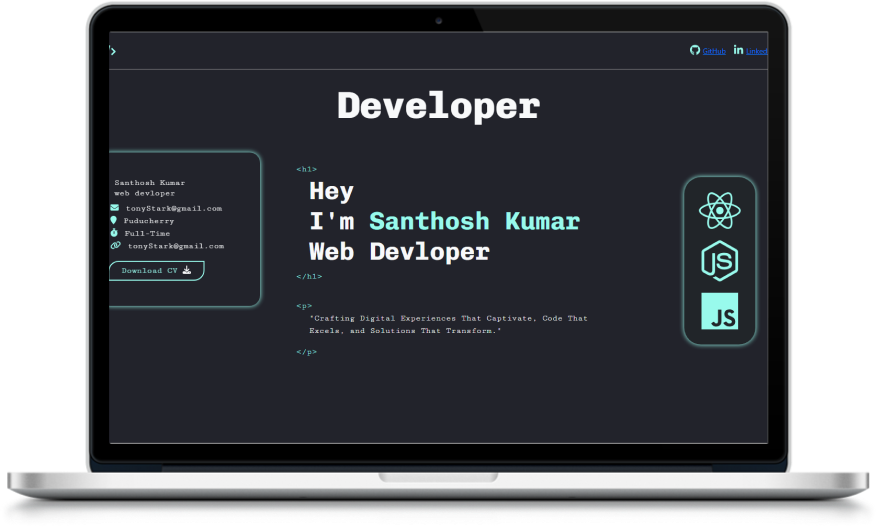 />
GitHub Linked
Developer
Santhosh Kumar
web devloper
tonyStark@gmail.com
Puducherry
Full-Time
tonyStark@gmail.com
Download CV
<h1>
Hey
I'm Santhosh Kumar
Web Devloper
</h1>
<p>
"Crafting Digital Experiences That Captivate, Code That
Excels, and Solutions That Transform."
</p>
JS
JS